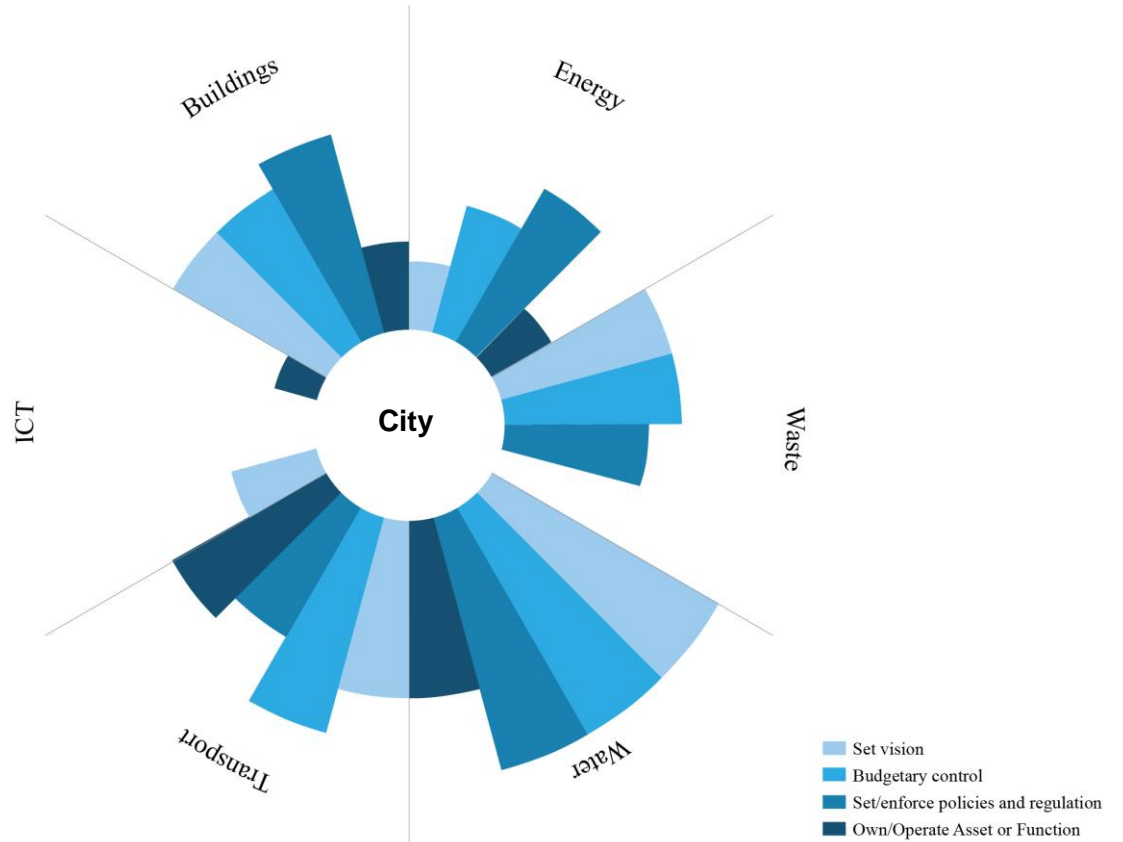 Buildings
Energy
ICT
City
Waste
Transport
Water
Set vision
Budgetary control
Set/enforce policies and regulation
Own/Operate Asset or Function